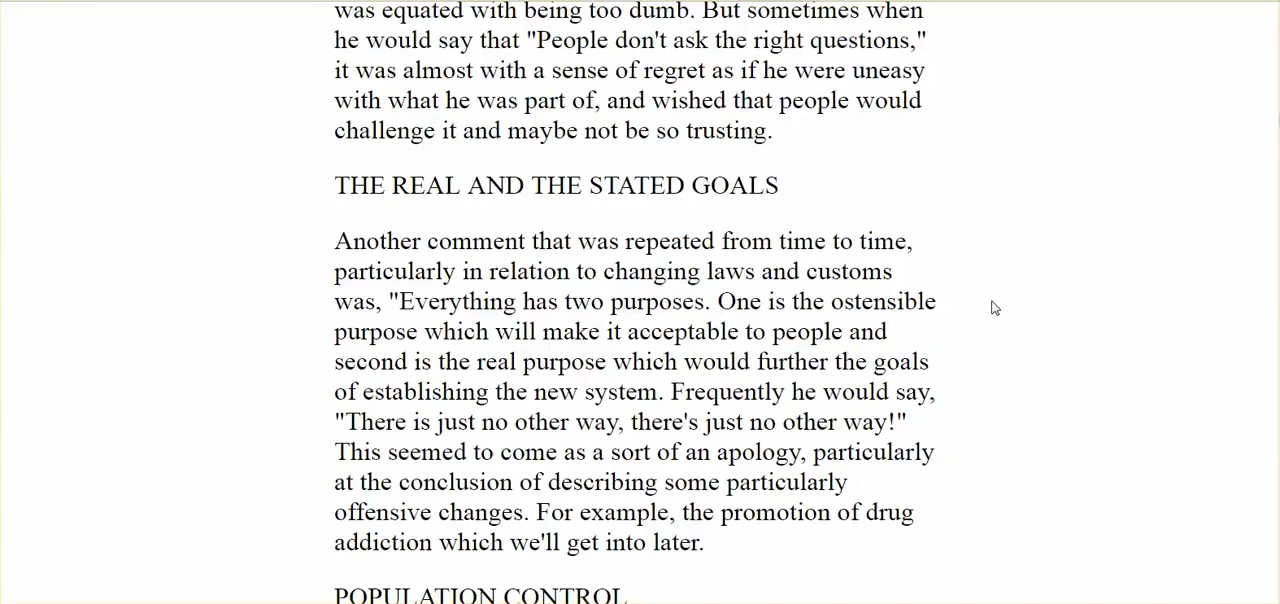 was equated with being too dumb. But sometimes when
he would say that "People don't ask the right questions,"
it was almost with a sense of regret as if he were uneasy
with what he was part of, and wished that people would
challenge it and maybe not be so trusting.
THE REAL AND THE STATED GOALS
Another comment that was repeated from time to time,
particularly in relation to changing laws and customs
was, "Everything has two purposes. One is the ostensible
purpose which will make it acceptable to people and
second is the real purpose which would further the goals
of establishing the new system. Frequently he would say,
"There is just no other way, there's just no other way!"
This seemed to come as a sort of an apology, particularly
at the conclusion of describing some particularly
offensive changes. For example, the promotion of drug
addiction which we'll get into later.
POPULATION CONTROL